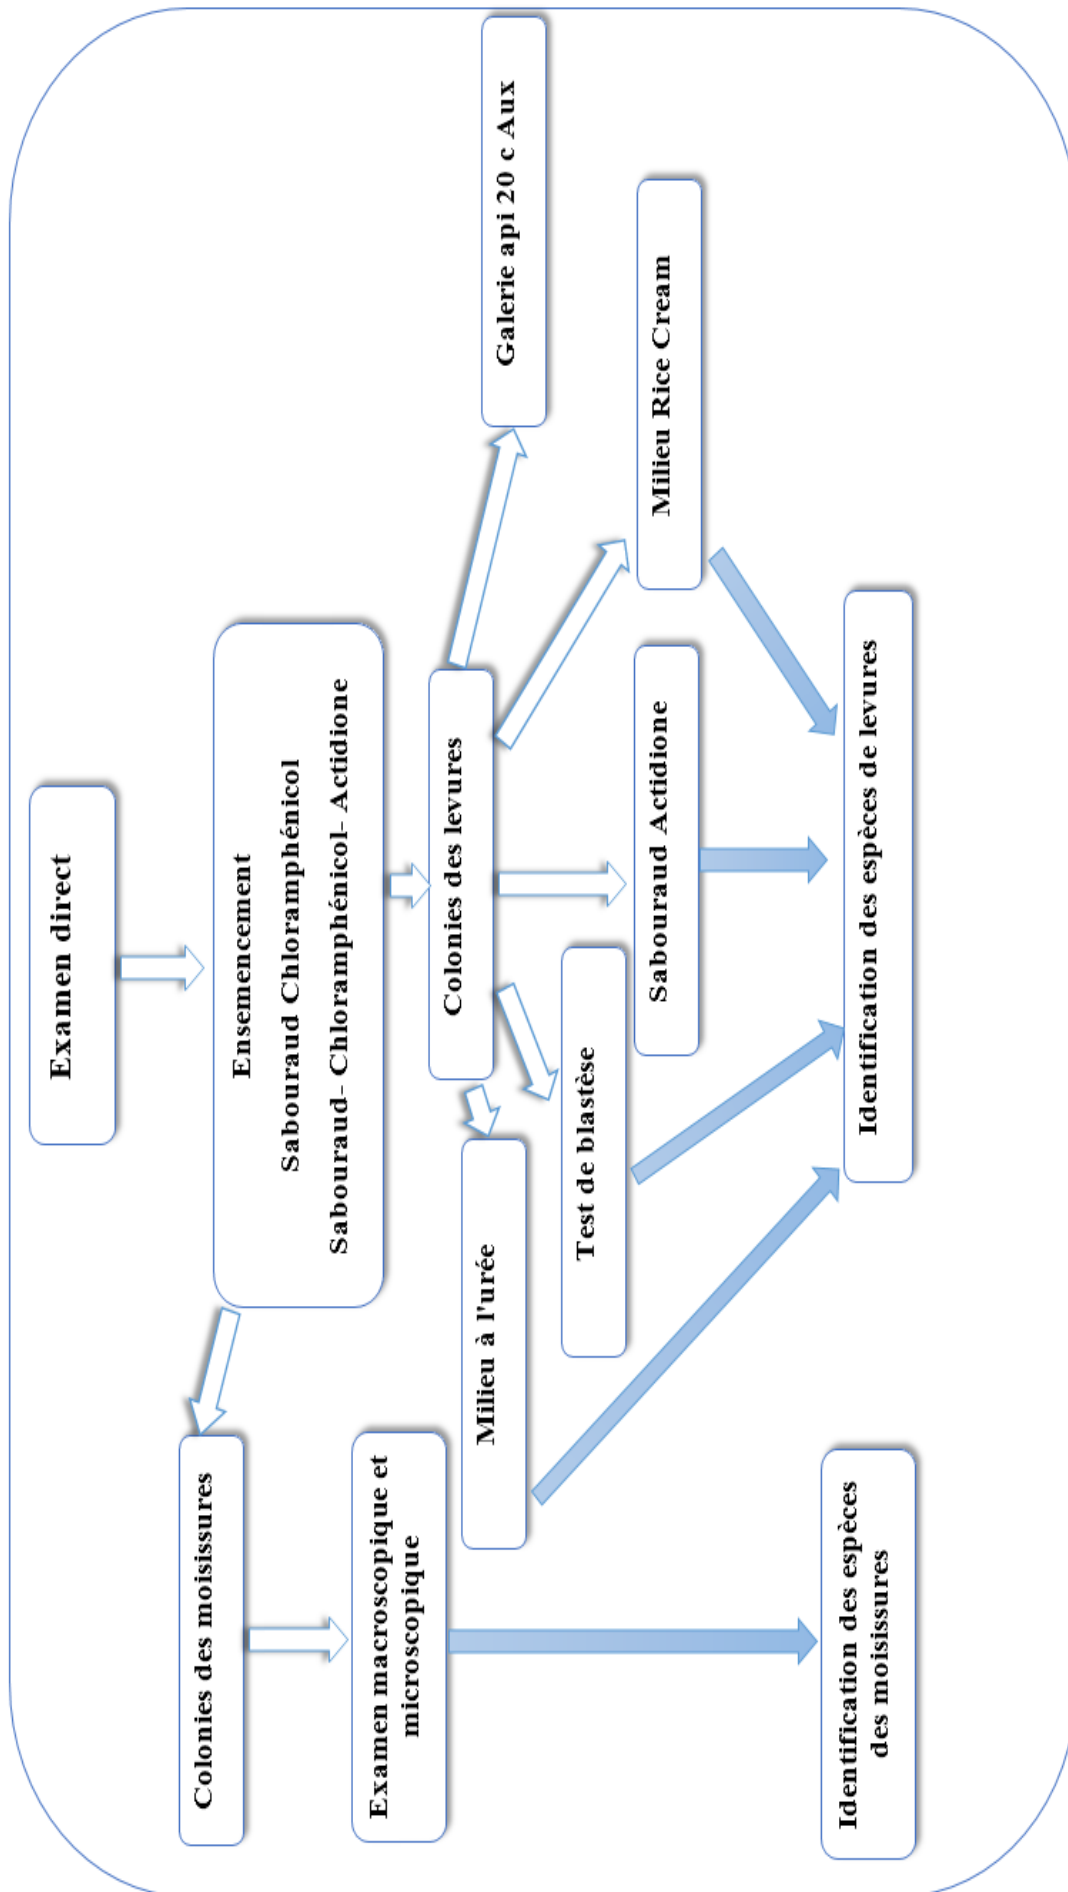 Examen direct
Ensemencement
Sabouraud Chloramphénicol
Sabouraud- Chloramphénicol- Actidione
Colonies des moisissures
Colonies des levures
Examen macroscopique et
microscopique
Milieu à l'urée
Test de blastèse
Sabouraud Actidione
Milieu Rice Cream
Galerie api 20 c Aux
Identification des espèces
des moisissures
Identification des espèces de levures